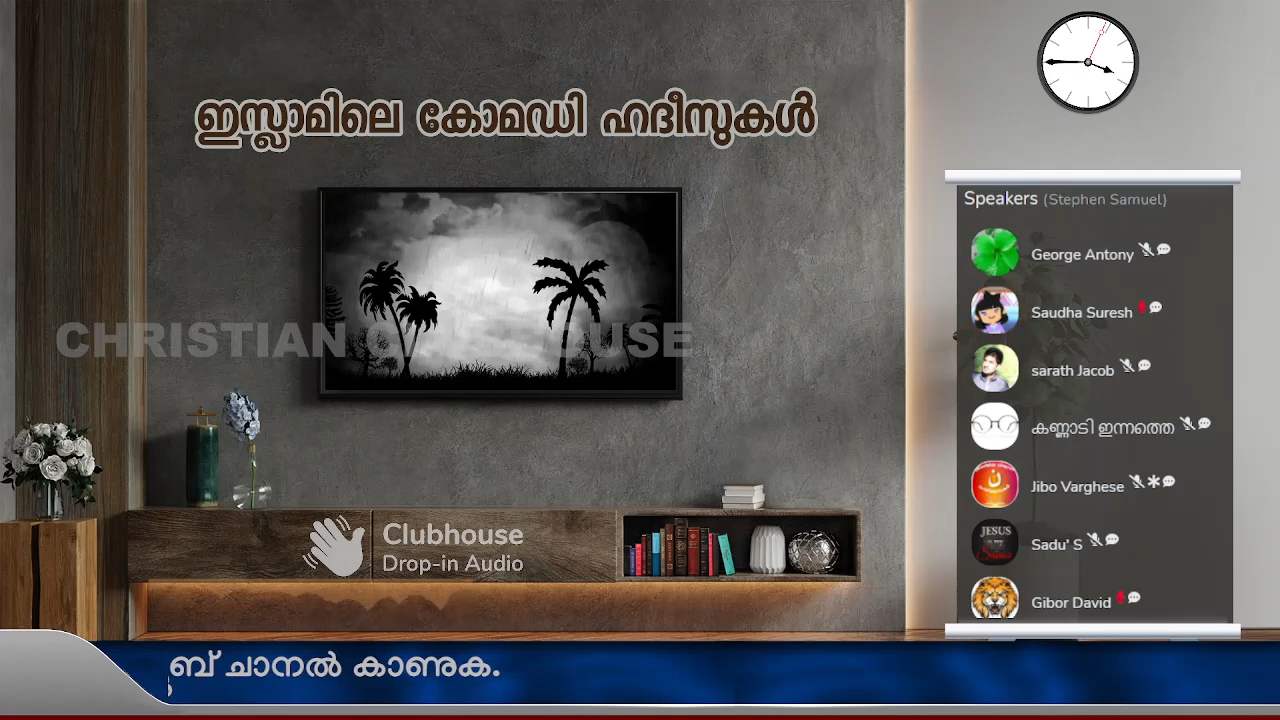 ഇസ്ലാമിലെ കോമഡി ഹദീസുകൾ
Speakers (Stephen Samuel)
George Antony
Saudha Suresh
CHRISTIAN CLUBHOUSE
sarath Jacob
കണ്ണാടി ഇന്നത്തെ
Jibo Varghese
Clubhouse
Drop-in Audio
JESUS
Sadu' S
Gibor David
ബ് ചാനൽ കാണുക.